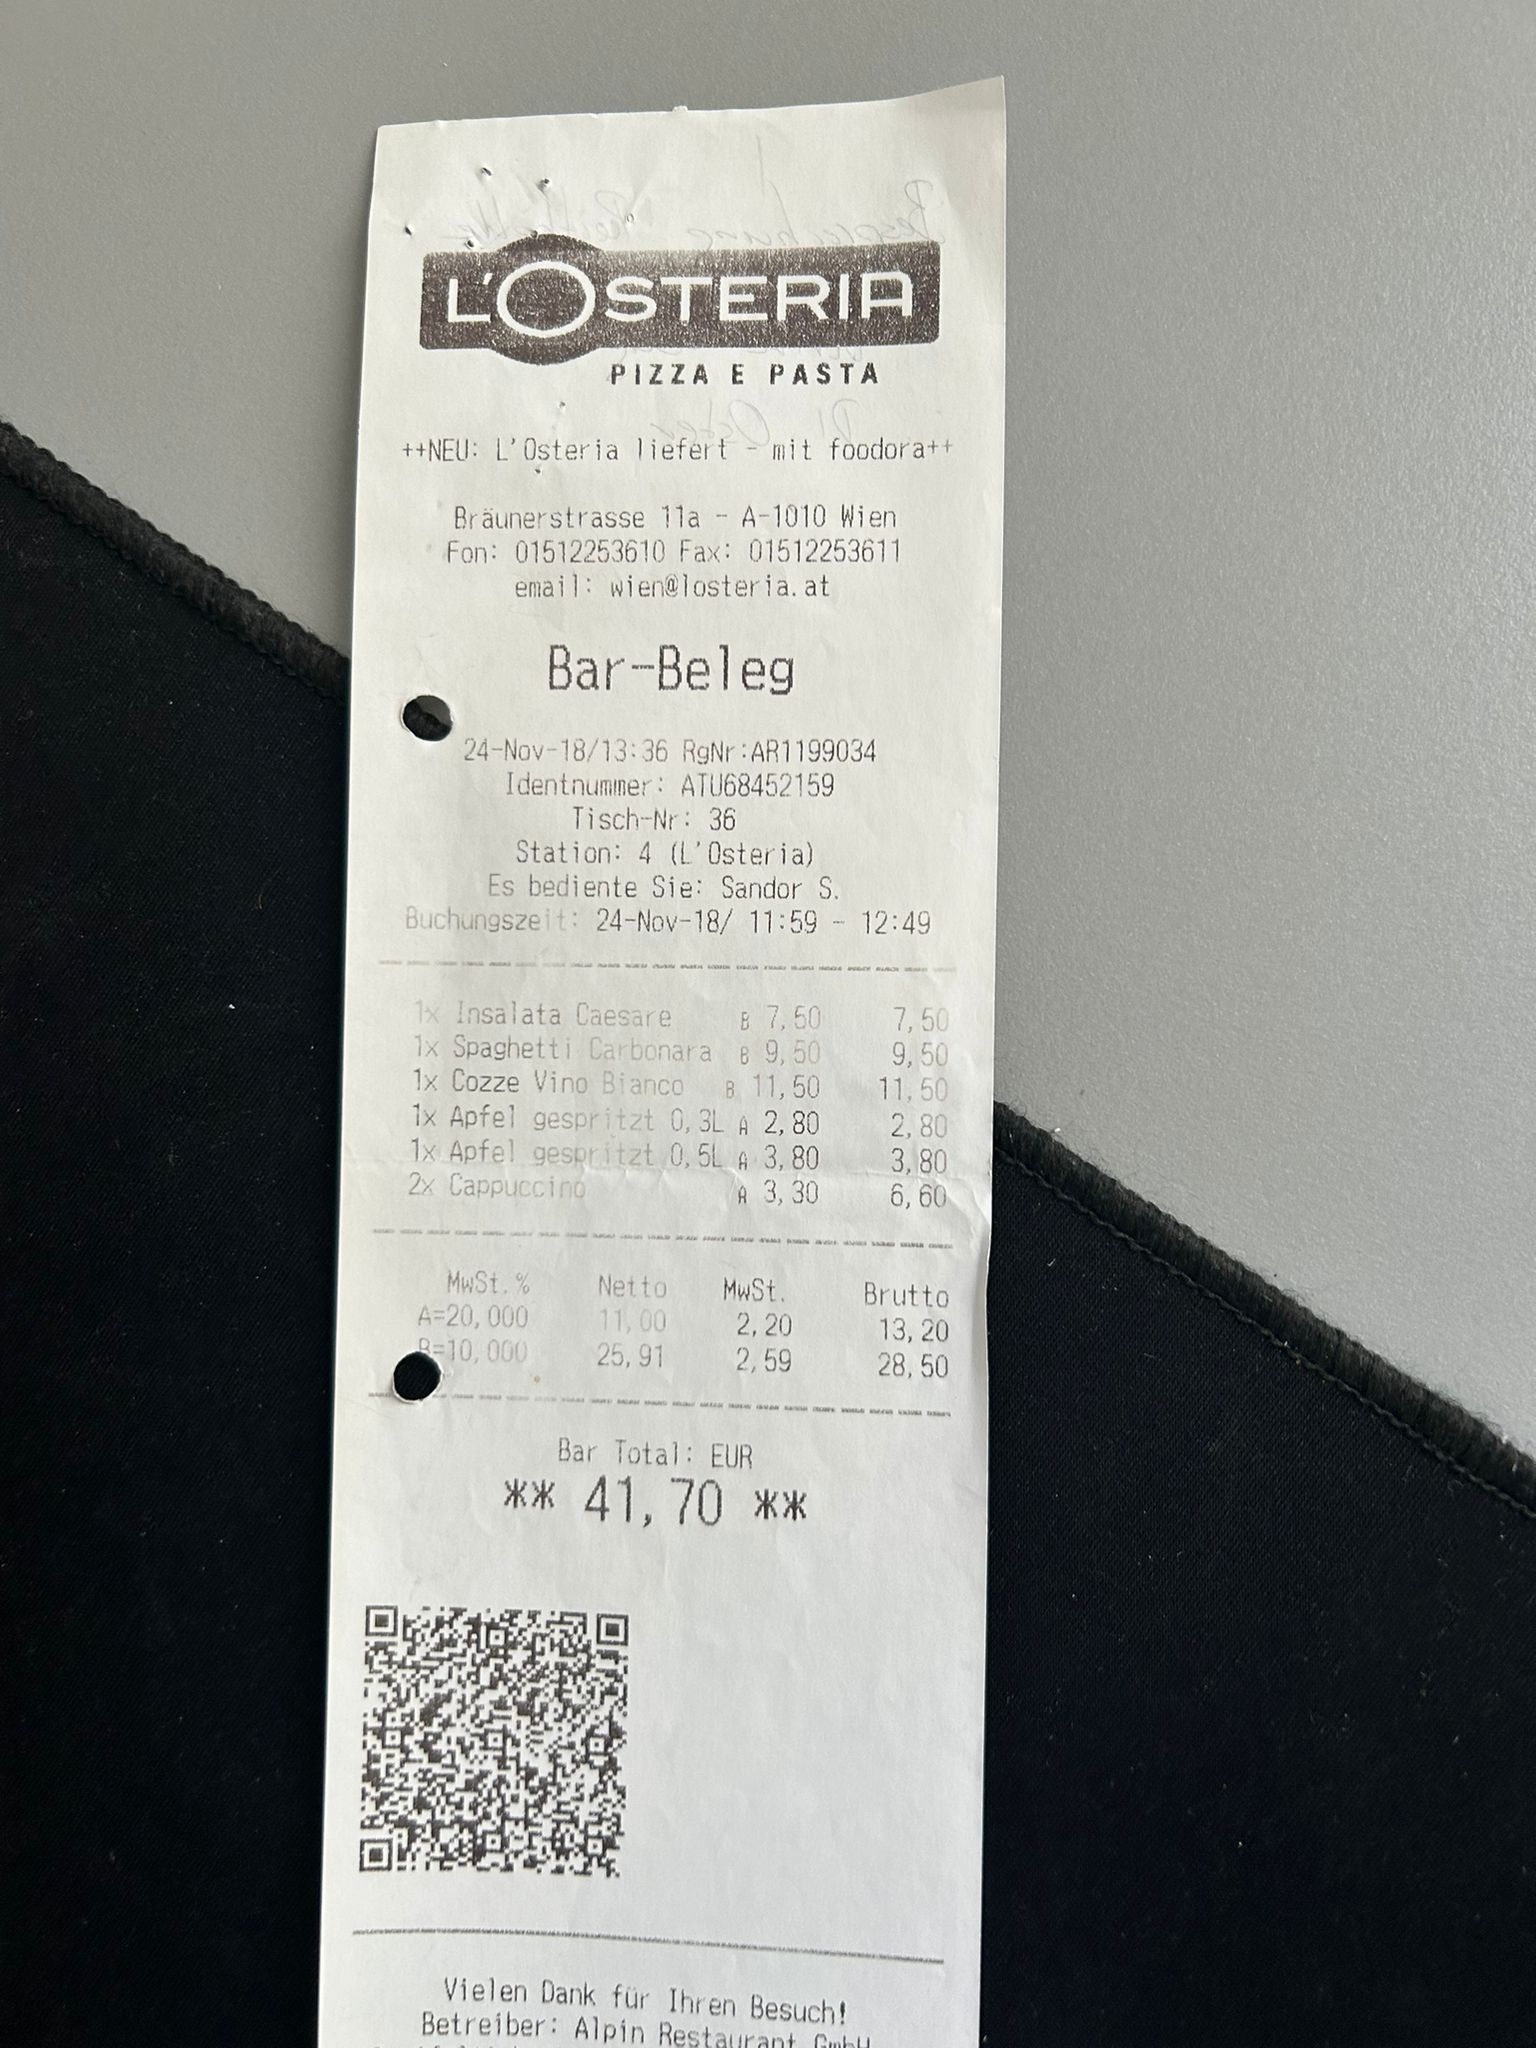 L'OSTERIA
PIZZA E PASTA
++NEU: L'Osteria liefert - mit foodora++
Bräunerstrasse 11a - A-1010 Wien
Fon: 01512253610 Fax: 01512253611
email: wien@losteria.at
Bar-Beleg
24-Nov-18/13:36 RgNr:AR1199034
Identnummer: ATU68452159
Tisch-Nr: 36
Station: 4 (L'Osteria)
Es bediente Sie: Sandor S.
Buchungszeit: 24-Nov-18/ 11:59 - 12:49
1x Insalata Caesare B 7,50 7,50
1x Spaghetti Carbonara B 9,50 9,50
1x Cozze Vino Bianco B 11,50 11,50
1x Apfel gespritzt 0,3L A 2,80 2,80
1x Apfel gespritzt 0,5L A 3,80 3,80
2x Cappuccino A 3,30 6,60
MwSt.% Netto MwSt. Brutto
A=20,000 11,00 2,20 13,20
B=10,000 25,91 2,59 28,50
Bar Total: EUR
** 41,70 **
Vielen Dank für Ihren Besuch!
Betreiber: Alpin Restaurant GmbH